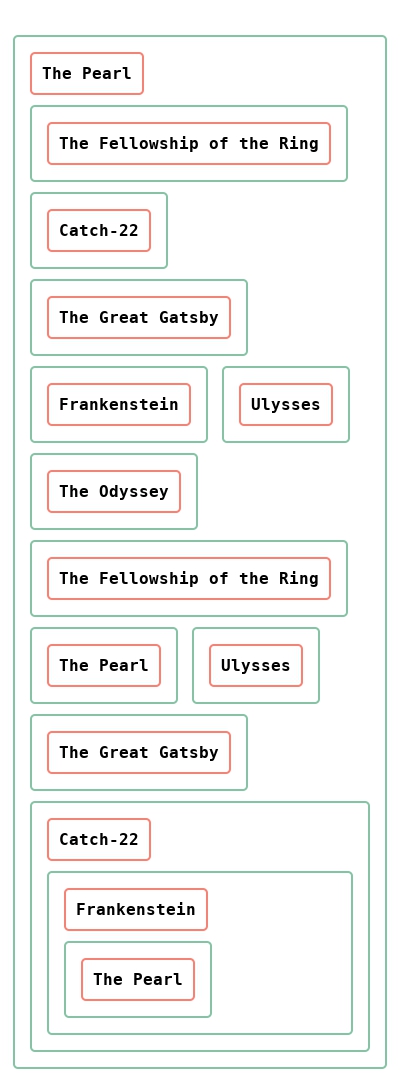 The Pearl
The Fellowship of the Ring
Catch-22
The Great Gatsby
Frankenstein
Ulysses
The Odyssey
The Fellowship of the Ring
The Pearl
Ulysses
The Great Gatsby
Catch-22
Frankenstein
The Pearl